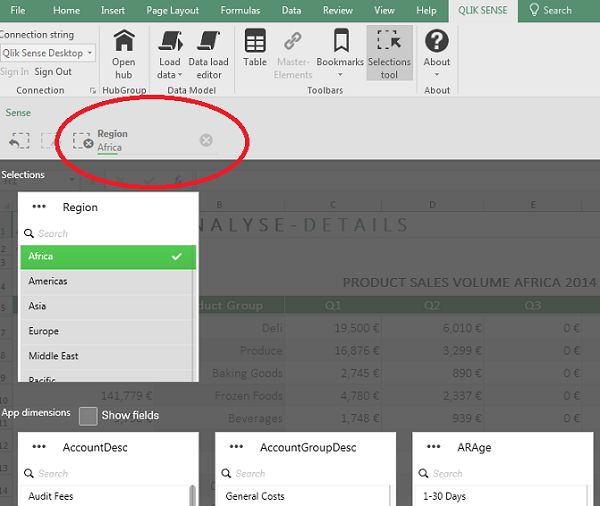 File Home Insert Page Layout Formulas Data Review View Help QLIK SENSE Search
Connection string
Qlik Sense Desktop
Sign In Sign Out
Open hub
Load data
Data load editor
Table
Master-Elements
Bookmarks
Selections tool
About
Connection HubGroup Data Model Toolbars About
Sense
Region
Africa
Selections
Region
Search
Africa
Americas
Asia
Europe
Middle East
Pacific
B C D E
NALYSE-DETAILS
PRODUCT SALES VOLUME AFRICA 2014
duct Group Q1 Q2 Q3
Deli 19,500 € 6,010 € 0 €
Produce 16,876 € 3,299 € 0 €
Baking Goods 2,745 € 890 € 0 €
141,779 € Frozen Foods 4,780 € 2,337 € 0 €
Beverages 1,748 € 939 € 0 €
App dimensions Show fields
AccountDesc
Search
Audit Fees
AccountGroupDesc
Search
General Costs
ARAge
Search
1-30 Days